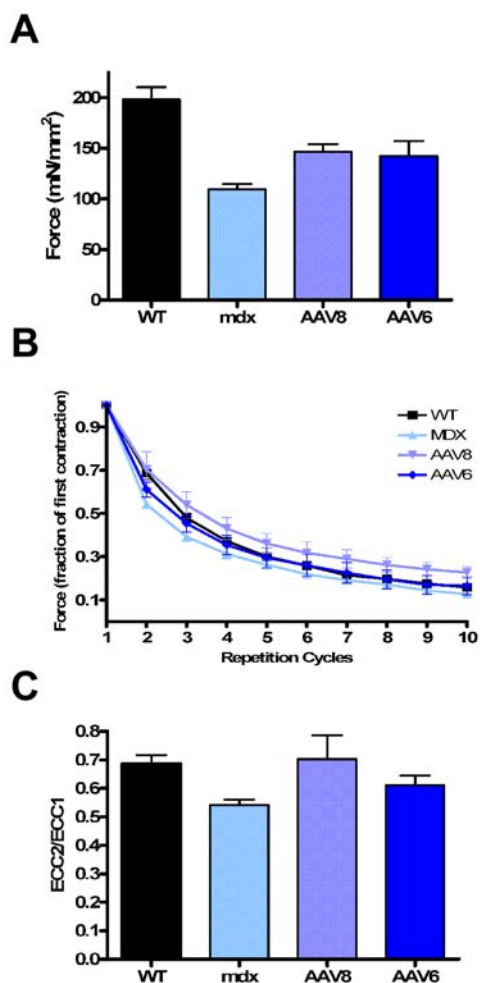 A
Force (mN/mm²)
200
150
100
50
0
WT mdx AAV8 AAV6
B
Force (fraction of first contraction)
0.9
0.7
0.5
0.3
0.1
WT
MDX
AAV8
AAV6
1 2 3 4 5 6 7 8 9 10
Repetition Cycles
C
ECC2/ECC1
0.8
0.7
0.6
0.5
0.4
0.3
0.2
0.1
0.0
WT mdx AAV8 AAV6